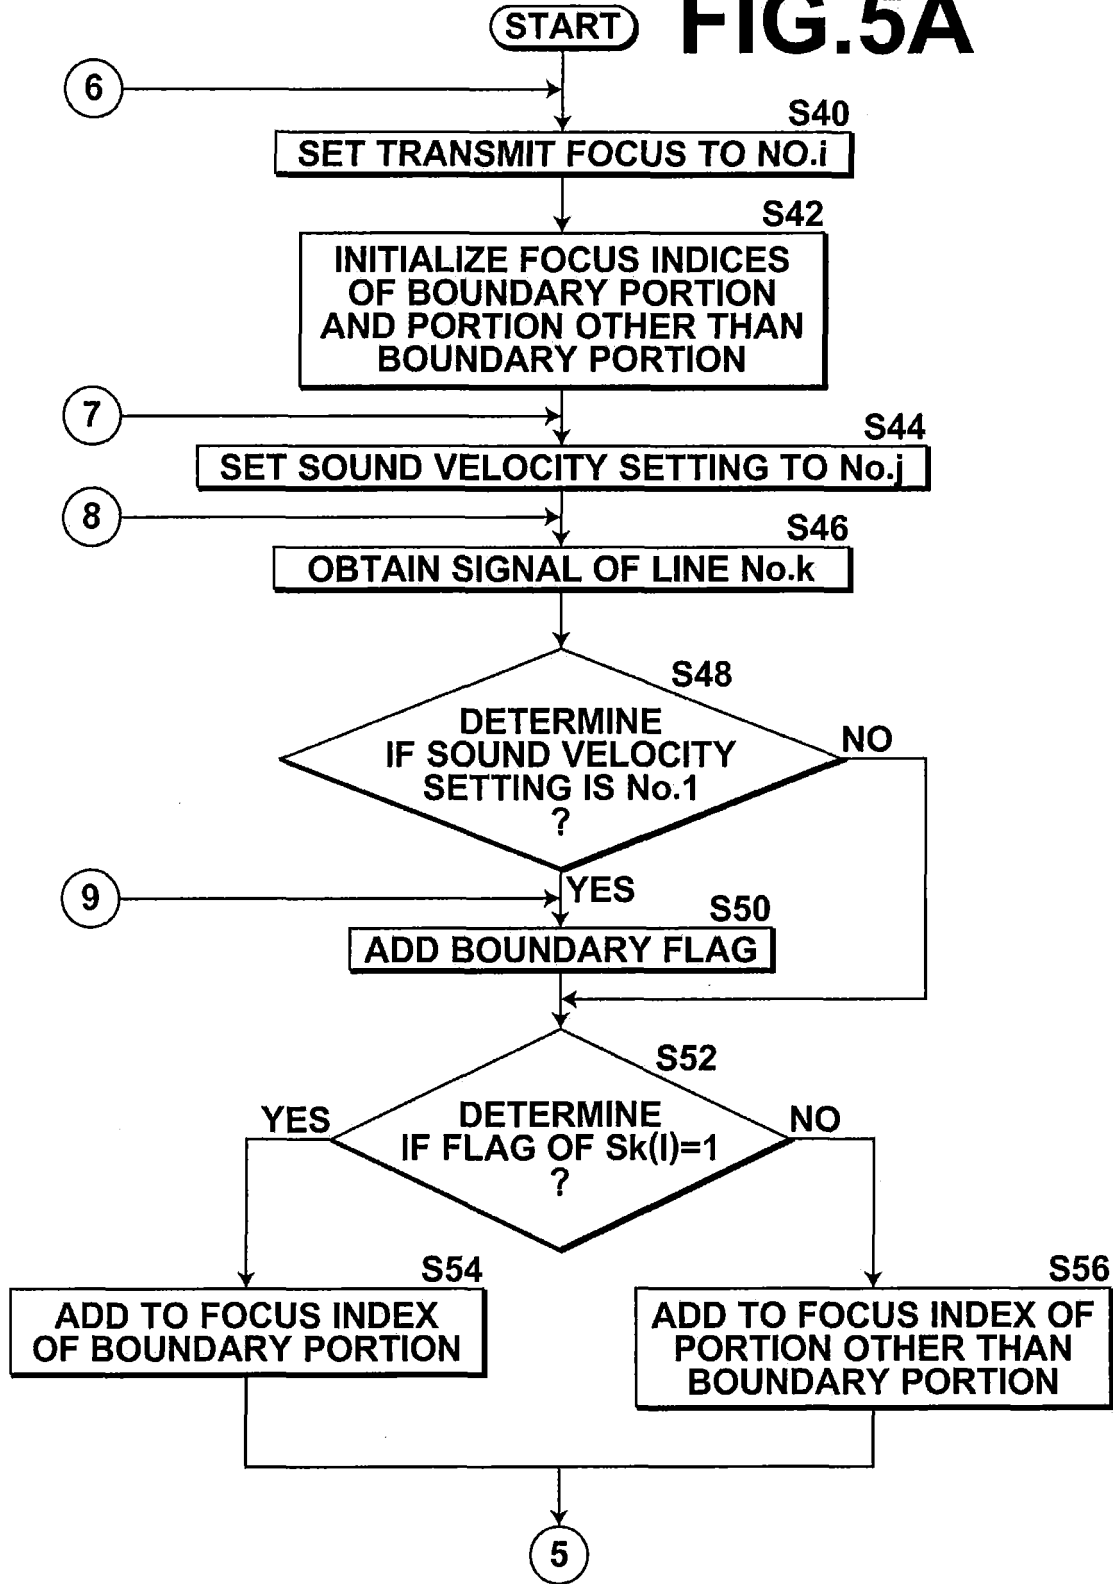 FIG.5A
START
6
S40
SET TRANSMIT FOCUS TO NO.i
S42
INITIALIZE FOCUS INDICES
OF BOUNDARY PORTION
AND PORTION OTHER THAN
BOUNDARY PORTION
7
S44
SET SOUND VELOCITY SETTING TO No.j
8
S46
OBTAIN SIGNAL OF LINE No.k
S48
DETERMINE
IF SOUND VELOCITY
SETTING IS No.1
?
NO
YES
9
S50
ADD BOUNDARY FLAG
S52
DETERMINE
IF FLAG OF Sk(l)=1
?
YES
NO
S54
ADD TO FOCUS INDEX
OF BOUNDARY PORTION
S56
ADD TO FOCUS INDEX OF
PORTION OTHER THAN
BOUNDARY PORTION
5